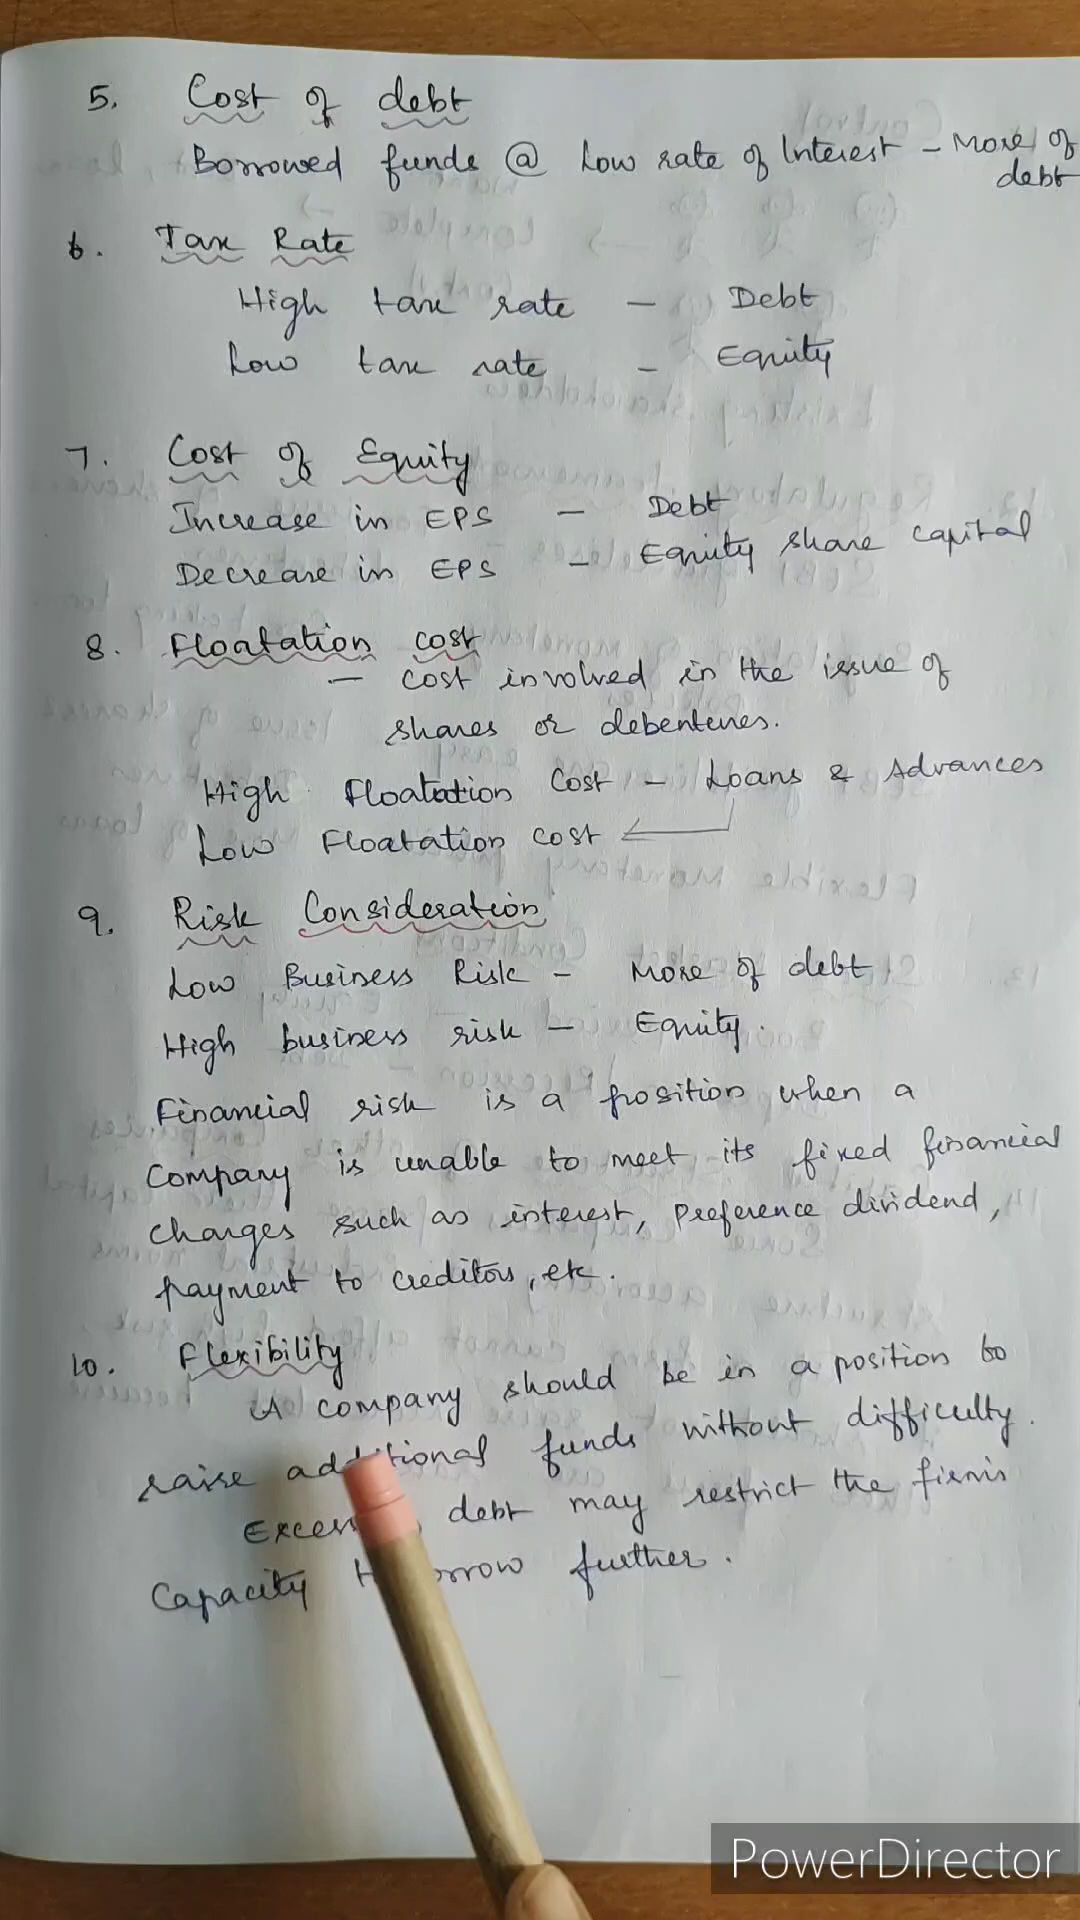 5. Cost of debt
Borrowed funds @ Low rate of Interest - More of
debt
6. Tax Rate
High tax rate - Debt
Low tax rate - Equity
7. Cost of Equity
Increase in EPS - Debt
Decrease in EPS - Equity share capital
8. Floatation cost
- cost involved in the issue of
shares or debentures.
High Floatation Cost - Loans & Advances
Low Floatation cost
9. Risk Consideration
Low Business Risk - More of debt
High business risk - Equity.
Financial risk is a position when a
Company is unable to meet its fixed financial
charges such as interest, preference dividend,
payment to creditors, etc.
10. Flexibility
A company should be in a position to
raise additional funds without difficulty.
debt may restrict the firm's
Capacity further.
PowerDirector